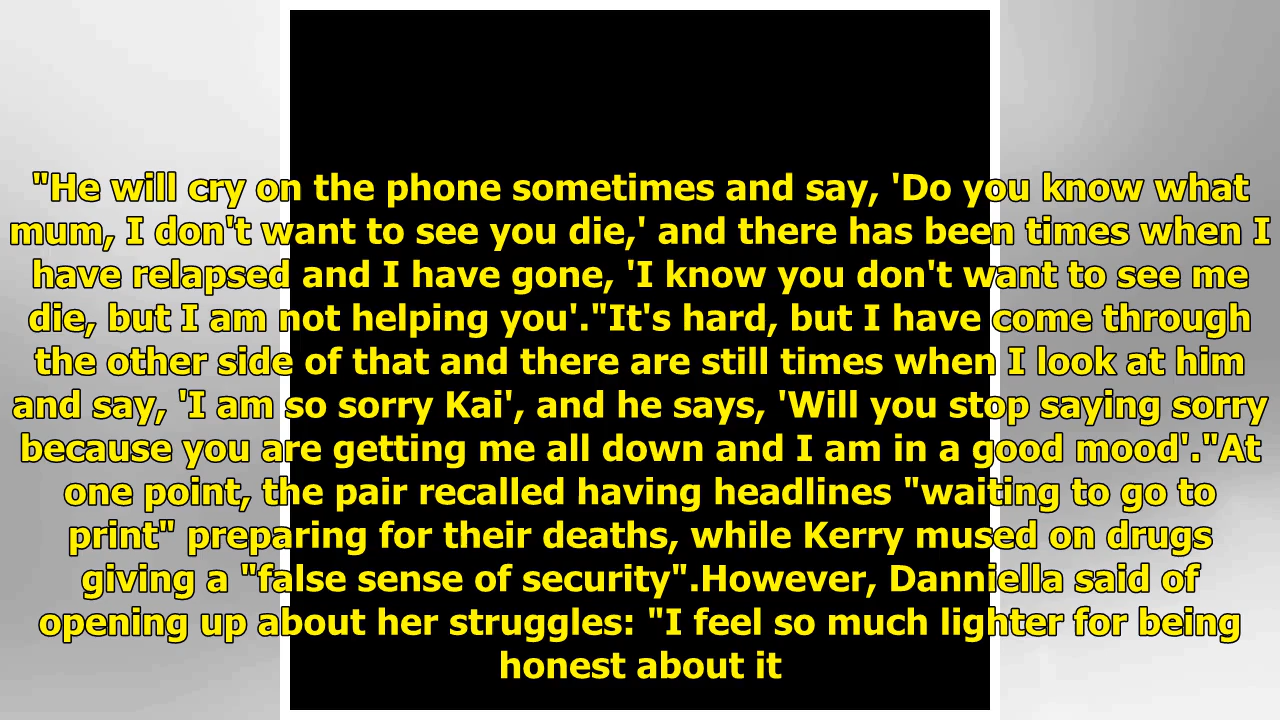 "He will cry on the phone sometimes and say, 'Do you know what
mum, I don't want to see you die,' and there has been times when I
have relapsed and I have gone, 'I know you don't want to see me
die, but I am not helping you'."It's hard, but I have come through
the other side of that and there are still times when I look at him
and say, 'I am so sorry Kai', and he says, 'Will you stop saying sorry
because you are getting me all down and I am in a good mood'."At
one point, the pair recalled having headlines "waiting to go to
print" preparing for their deaths, while Kerry mused on drugs
giving a "false sense of security".However, Danniella said of
opening up about her struggles: "I feel so much lighter for being
honest about it